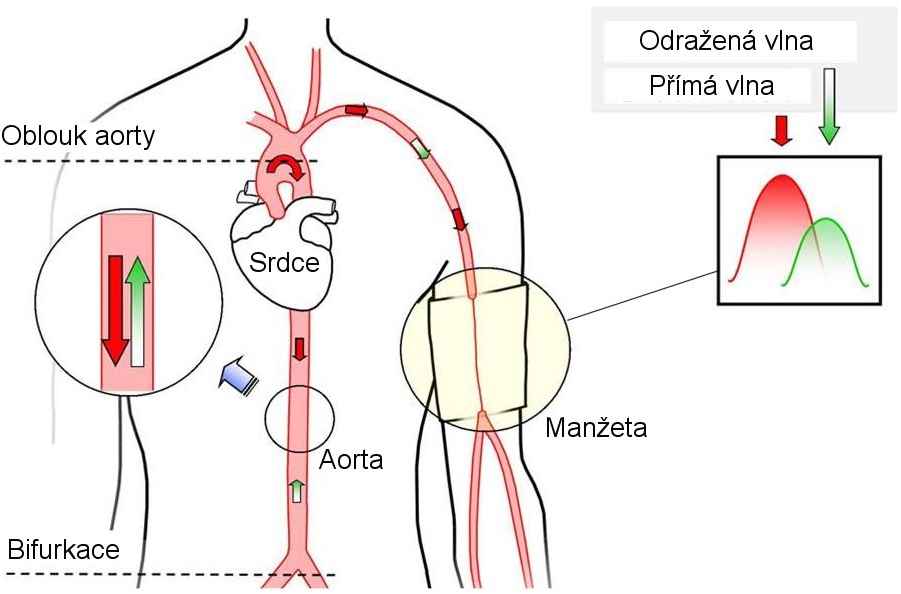 Odražená vlna
Přímá vlna
Oblouk aorty
Srdce
Manžeta
Aorta
Bifurkace